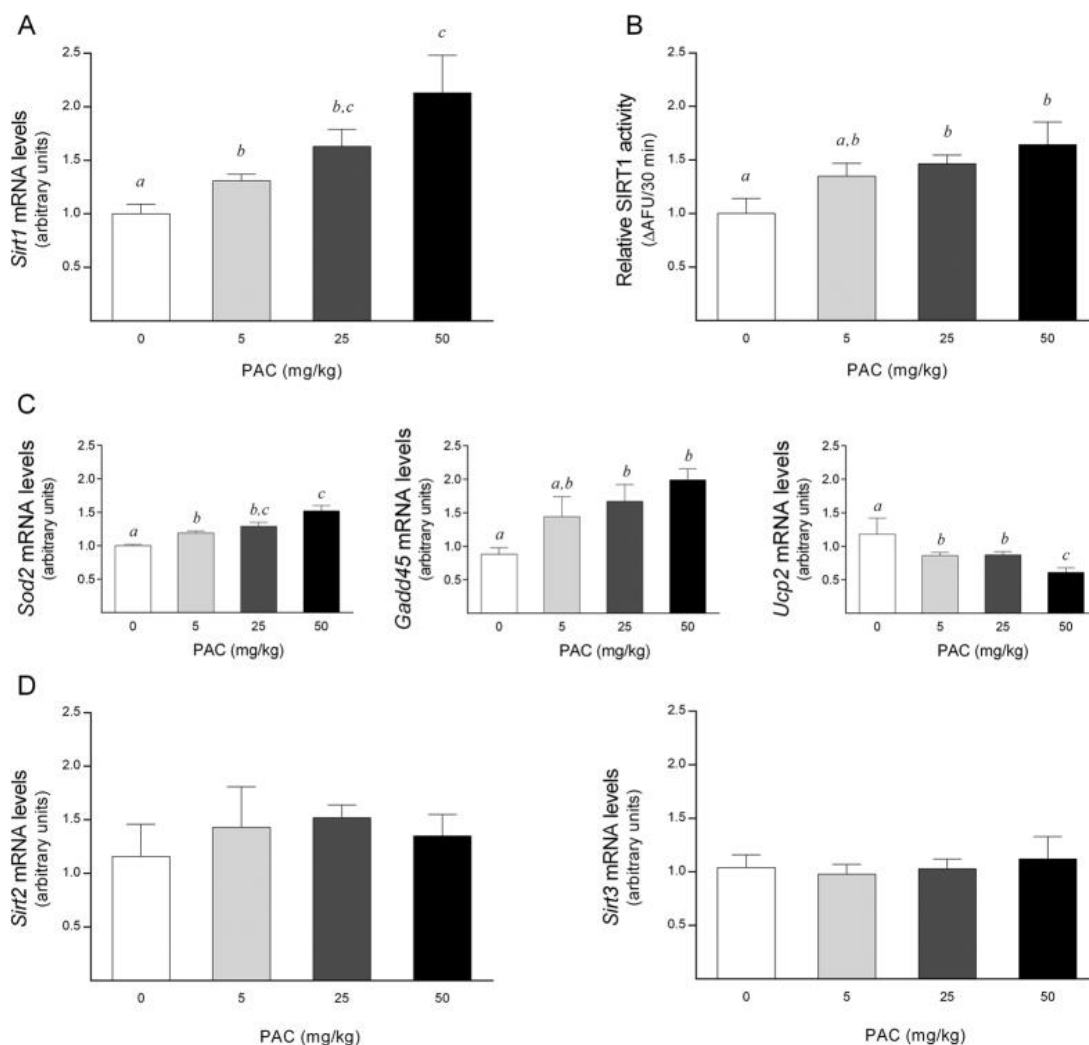 A
Sirt1 mRNA levels
(arbitrary units)
2.5
2.0
1.5
1.0
0.5
a
b
b,c
c
0 5 25 50
PAC (mg/kg)
B
Relative SIRT1 activity
(ΔAFU/30 min)
2.5
2.0
1.5
1.0
0.5
a
a,b
b
b
0 5 25 50
PAC (mg/kg)
C
Sod2 mRNA levels
(arbitrary units)
2.5
2.0
1.5
1.0
0.5
a
b
b,c
c
0 5 25 50
PAC (mg/kg)
Gadd45 mRNA levels
(arbitrary units)
2.5
2.0
1.5
1.0
0.5
a
a,b
b
b
0 5 25 50
PAC (mg/kg)
Ucp2 mRNA levels
(arbitrary units)
2.5
2.0
1.5
1.0
0.5
a
b
b
c
0 5 25 50
PAC (mg/kg)
D
Sirt2 mRNA levels
(arbitrary units)
2.5
2.0
1.5
1.0
0.5
0 5 25 50
PAC (mg/kg)
Sirt3 mRNA levels
(arbitrary units)
2.5
2.0
1.5
1.0
0.5
0 5 25 50
PAC (mg/kg)